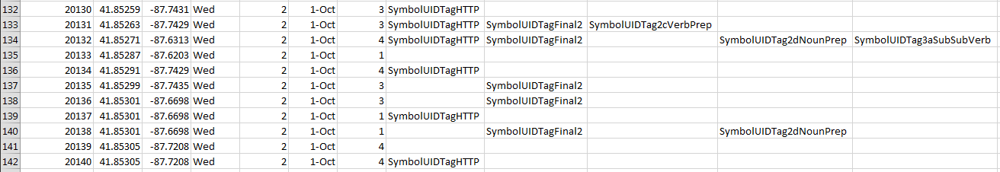 132 20130 41.85259 -87.7431 Wed 2 1-Oct 3 SymbolUIDTagHTTP
133 20131 41.85263 -87.7429 Wed 2 1-Oct 3 SymbolUIDTagHTTP SymbolUIDTagFinal2 SymbolUIDTag2cVerbPrep
134 20132 41.85271 -87.6313 Wed 2 1-Oct 4 SymbolUIDTagHTTP SymbolUIDTagFinal2 SymbolUIDTag2dNounPrep SymbolUIDTag3aSubSubVerb
135 20133 41.85287 -87.6203 Wed 2 1-Oct 1
136 20134 41.85291 -87.7429 Wed 2 1-Oct 4 SymbolUIDTagHTTP
137 20135 41.85299 -87.7435 Wed 2 1-Oct 3 SymbolUIDTagFinal2
138 20136 41.85301 -87.6698 Wed 2 1-Oct 3 SymbolUIDTagFinal2
139 20137 41.85301 -87.6698 Wed 2 1-Oct 1 SymbolUIDTagHTTP
140 20138 41.85301 -87.6698 Wed 2 1-Oct 1 SymbolUIDTagFinal2 SymbolUIDTag2dNounPrep
141 20139 41.85305 -87.7208 Wed 2 1-Oct 4
142 20140 41.85305 -87.7208 Wed 2 1-Oct 4 SymbolUIDTagHTTP